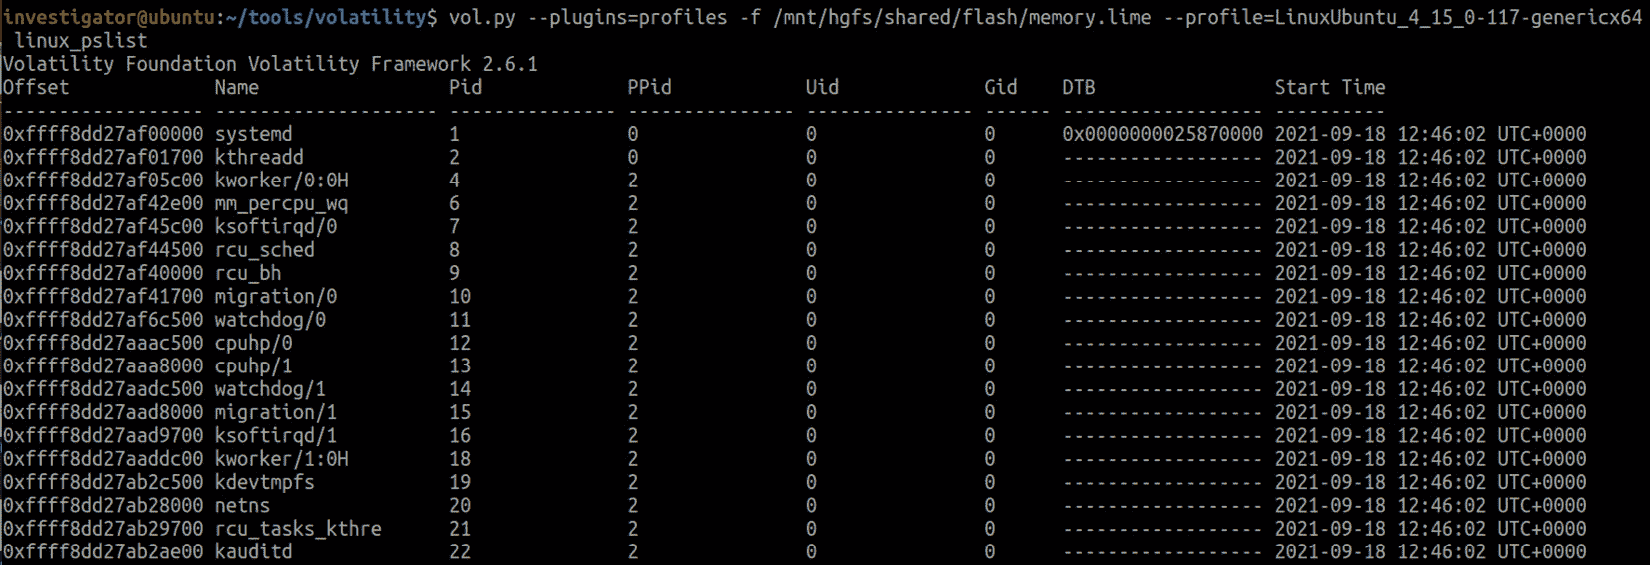 investigator@ubuntu:~/tools/volatility$ vol.py --plugins=profiles -f /mnt/hgfs/shared/flash/memory.lime --profile=LinuxUbuntu_4_15_0-117-genericx64
 linux_pslist
Volatility Foundation Volatility Framework 2.6.1
Offset             Name                 Pid             PPid            Uid             Gid    DTB                Start Time
------------------ -------------------- --------------- --------------- --------------- ------ ------------------ ----------
0xffff8dd27af00000 systemd              1               0               0               0      0x0000000025870000 2021-09-18 12:46:02 UTC+0000
0xffff8dd27af01700 kthreadd             2               0               0               0      ------------------ 2021-09-18 12:46:02 UTC+0000
0xffff8dd27af05c00 kworker/0:0H         4               2               0               0      ------------------ 2021-09-18 12:46:02 UTC+0000
0xffff8dd27af42e00 mm_percpu_wq         6               2               0               0      ------------------ 2021-09-18 12:46:02 UTC+0000
0xffff8dd27af45c00 ksoftirqd/0          7               2               0               0      ------------------ 2021-09-18 12:46:02 UTC+0000
0xffff8dd27af44500 rcu_sched            8               2               0               0      ------------------ 2021-09-18 12:46:02 UTC+0000
0xffff8dd27af40000 rcu_bh               9               2               0               0      ------------------ 2021-09-18 12:46:02 UTC+0000
0xffff8dd27af41700 migration/0          10              2               0               0      ------------------ 2021-09-18 12:46:02 UTC+0000
0xffff8dd27af6c500 watchdog/0           11              2               0               0      ------------------ 2021-09-18 12:46:02 UTC+0000
0xffff8dd27aaac500 cpuhp/0              12              2               0               0      ------------------ 2021-09-18 12:46:02 UTC+0000
0xffff8dd27aaa8000 cpuhp/1              13              2               0               0      ------------------ 2021-09-18 12:46:02 UTC+0000
0xffff8dd27aadc500 watchdog/1           14              2               0               0      ------------------ 2021-09-18 12:46:02 UTC+0000
0xffff8dd27aad8000 migration/1          15              2               0               0      ------------------ 2021-09-18 12:46:02 UTC+0000
0xffff8dd27aad9700 ksoftirqd/1          16              2               0               0      ------------------ 2021-09-18 12:46:02 UTC+0000
0xffff8dd27aaddc00 kworker/1:0H         18              2               0               0      ------------------ 2021-09-18 12:46:02 UTC+0000
0xffff8dd27ab2c500 kdevtmpfs            19              2               0               0      ------------------ 2021-09-18 12:46:02 UTC+0000
0xffff8dd27ab28000 netns                20              2               0               0      ------------------ 2021-09-18 12:46:02 UTC+0000
0xffff8dd27ab29700 rcu_tasks_kthre      21              2               0               0      ------------------ 2021-09-18 12:46:02 UTC+0000
0xffff8dd27ab2ae00 kauditd              22              2               0               0      ------------------ 2021-09-18 12:46:02 UTC+0000